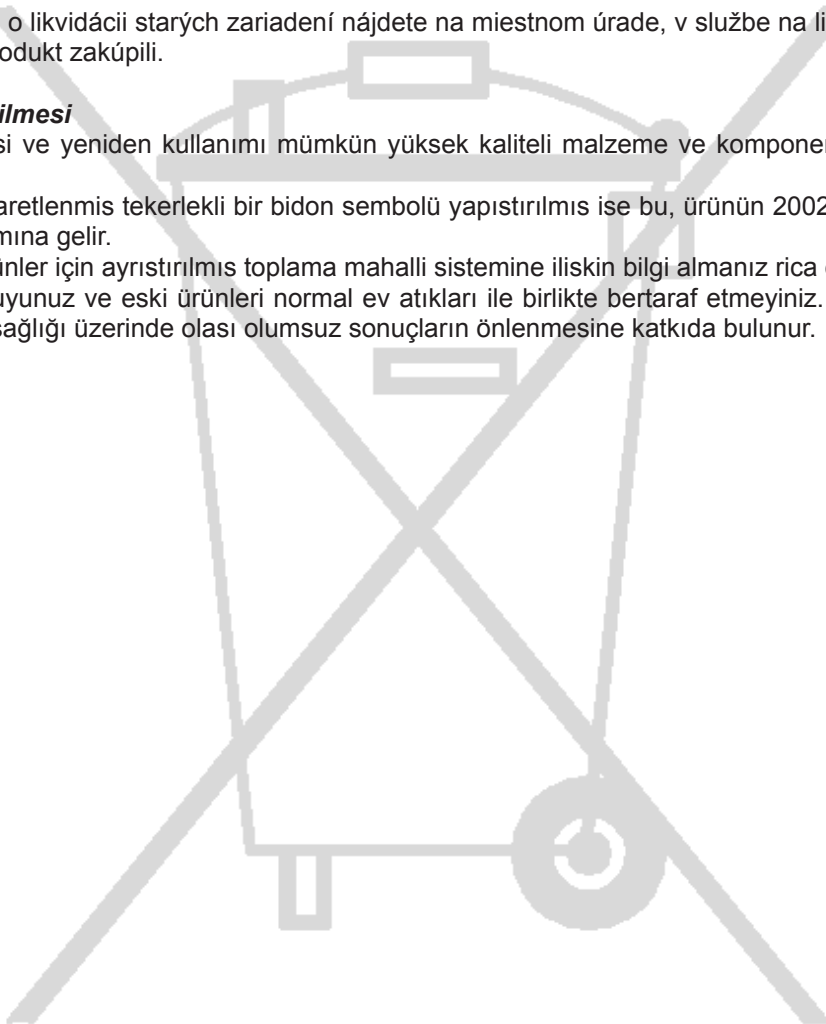 o likvidácii starých zariadení nájdete na miestnom úrade, v službe na li
odukt zakúpili.
ilmesi
si ve yeniden kullanımı mümkün yüksek kaliteli malzeme ve komponen
aretlenmis tekerlekli bir bidon sembolü yapıstırılmıs ise bu, ürünün 2002
mına gelir.
ünler için ayrıstırılmıs toplama mahalli sistemine iliskin bilgi almanız rica
uyunuz ve eski ürünleri normal ev atıkları ile birlikte bertaraf etmeyiniz.
sağlığı üzerinde olası olumsuz sonuçların önlenmesine katkıda bulunur.